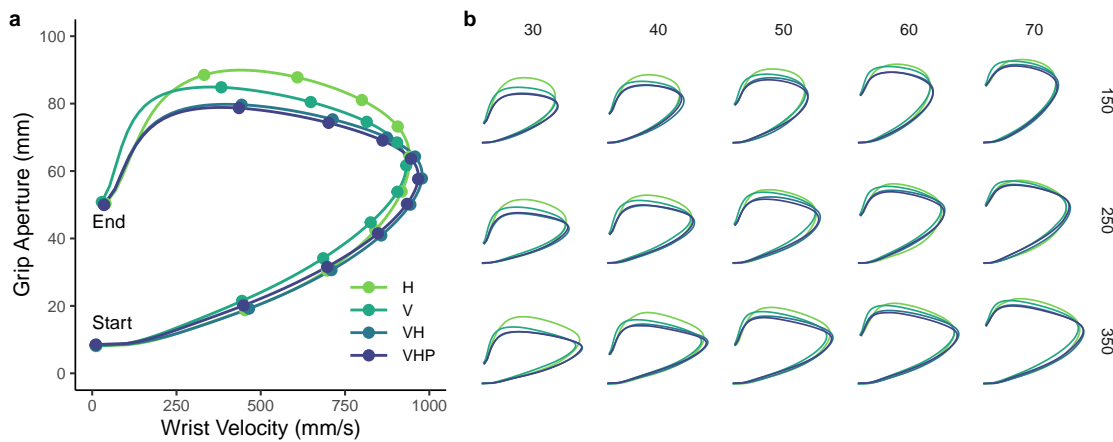 a
100
80
60
40
20
0
Grip Aperture (mm)
End
Start
H
V
VH
VHP
0 250 500 750 1000
Wrist Velocity (mm/s)
b
30 40 50 60 70
150
250
350